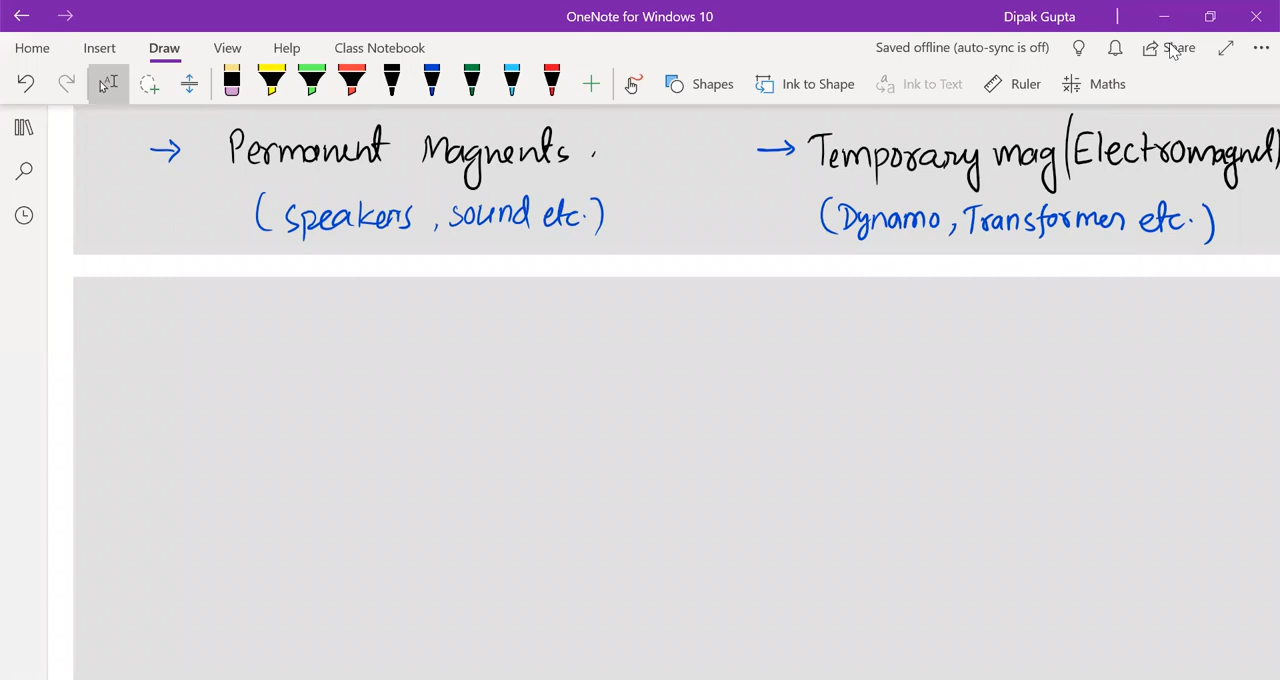 OneNote for Windows 10 Dipak Gupta
Home Insert Draw View Help Class Notebook Saved offline (auto-sync is off) Share
Shapes Ink to Shape Ink to Text Ruler Maths
→ Permanent Magnents. → Temporary mag (Electromagnet)
(speakers, sound etc.) (Dynamo, Transformer etc.)